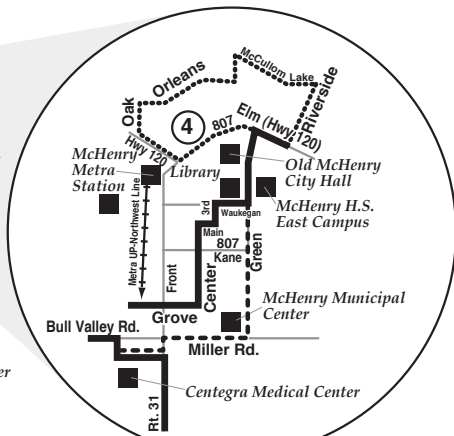 McCullom Lake
Orleans
Oak
Riverside
4
807
Elm (Hwy 120)
Hwy 120
McHenry
Metra
Station
Library
Old McHenry
City Hall
McHenry H.S.
East Campus
3rd
Waukegan
Main
807
Kane
Metra UP-Northwest Line
Front
Center
Green
Grove
McHenry Municipal
Center
Bull Valley Rd.
Miller Rd.
er
Centegra Medical Center
Rt. 31